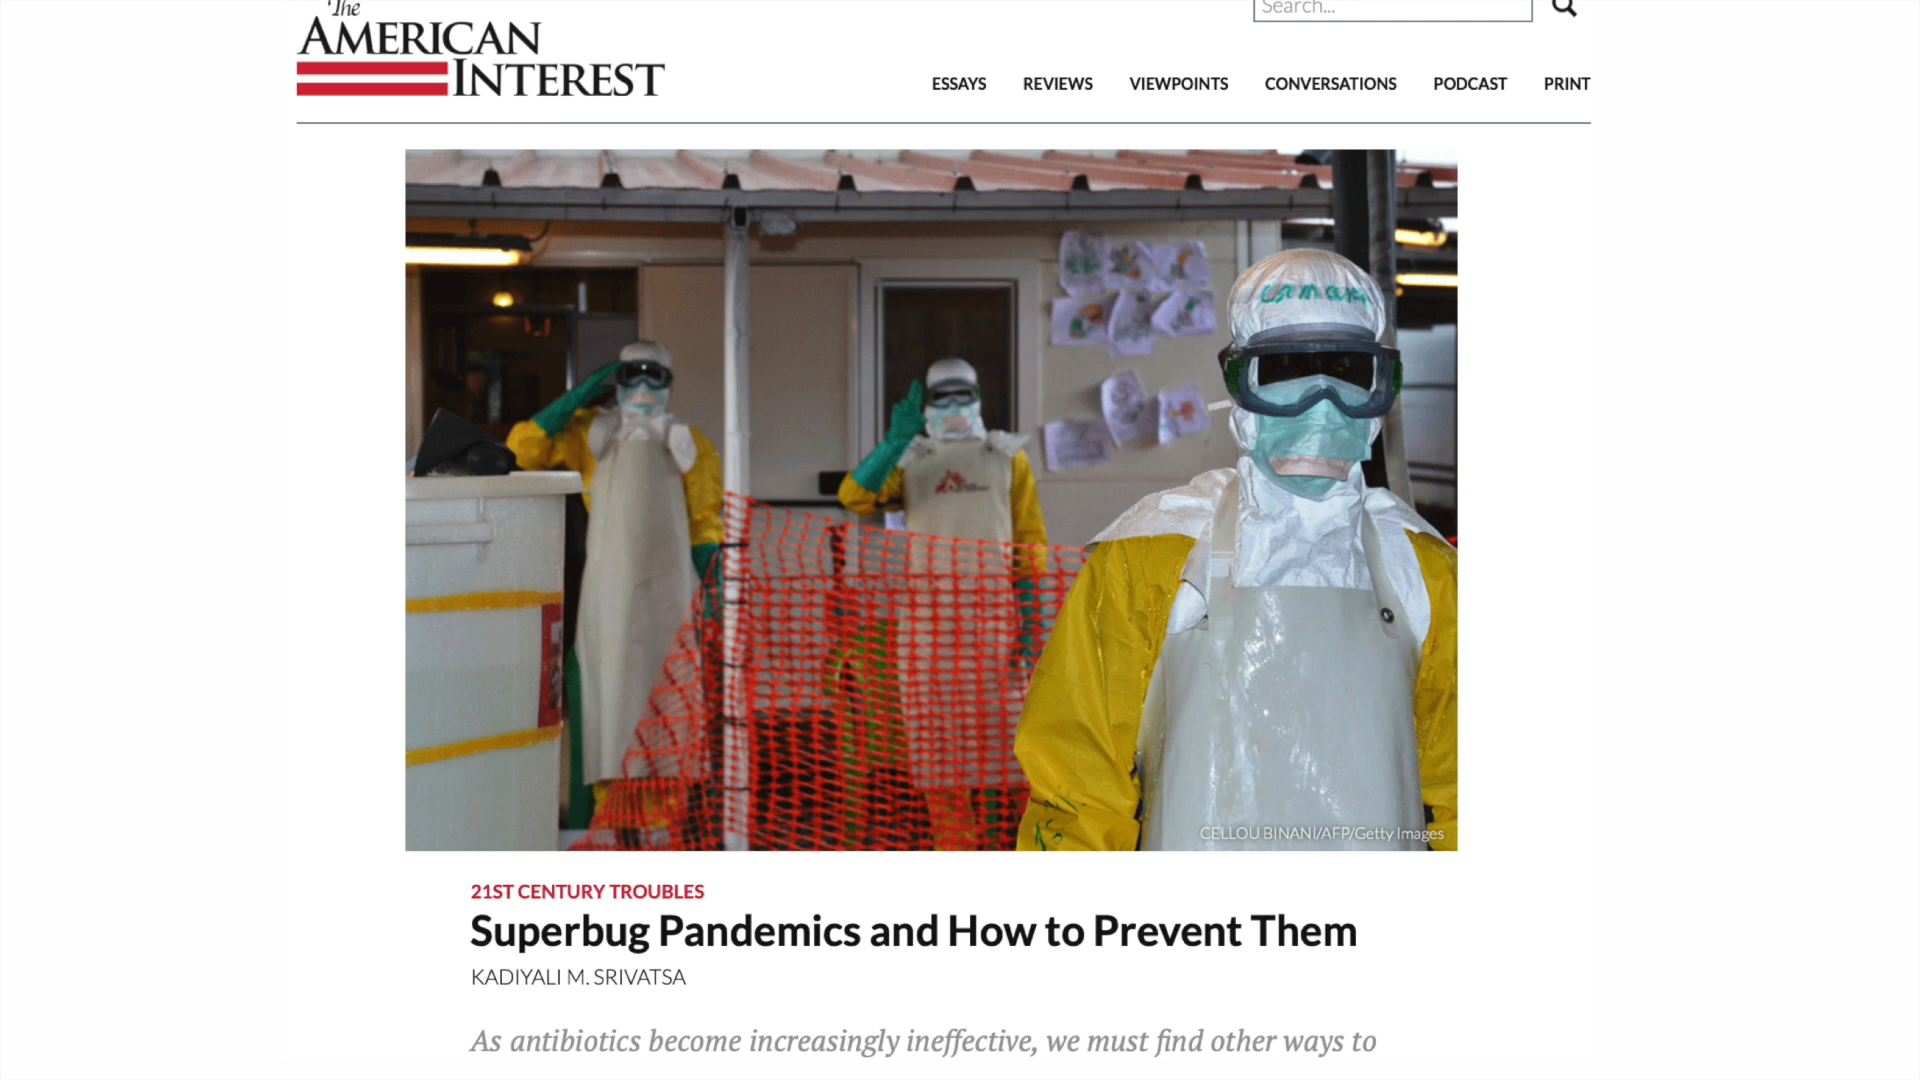 The
AMERICAN
INTEREST
Search...
ESSAYS REVIEWS VIEWPOINTS CONVERSATIONS PODCAST PRINT
CELLOU BINANI/AFP/Getty Images
21ST CENTURY TROUBLES
Superbug Pandemics and How to Prevent Them
KADIYALI M. SRIVATSA
As antibiotics become increasingly ineffective, we must find other ways to